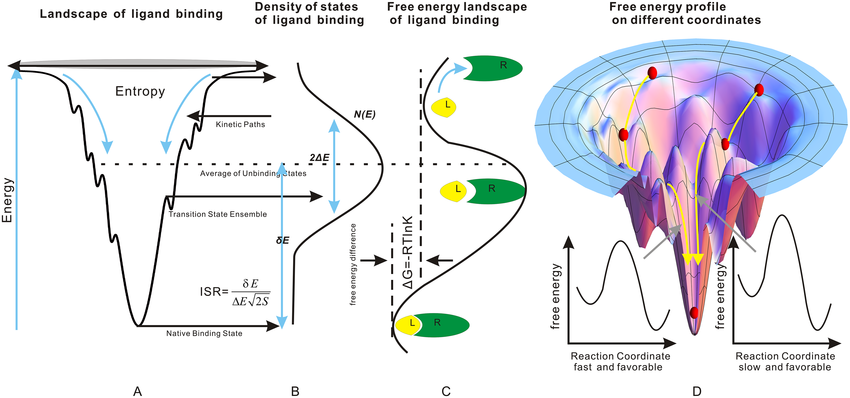 Landscape of ligand binding
Density of states
of ligand binding
Free energy landscape
of ligand binding
Free energy profile
on different coordinates
Entropy
Energy
Kinetic Paths
Average of Unbinding States
Transition State Ensemble
Native Binding State
ISR= δE / ΔE√2S
N(E)
2ΔE
δE
free energy difference
ΔG=-RTlnK
R
L
L
R
L
R
free energy
Reaction Coordinate
fast and favorable
free energy
Reaction Coordinate
slow and favorable
A
B
C
D